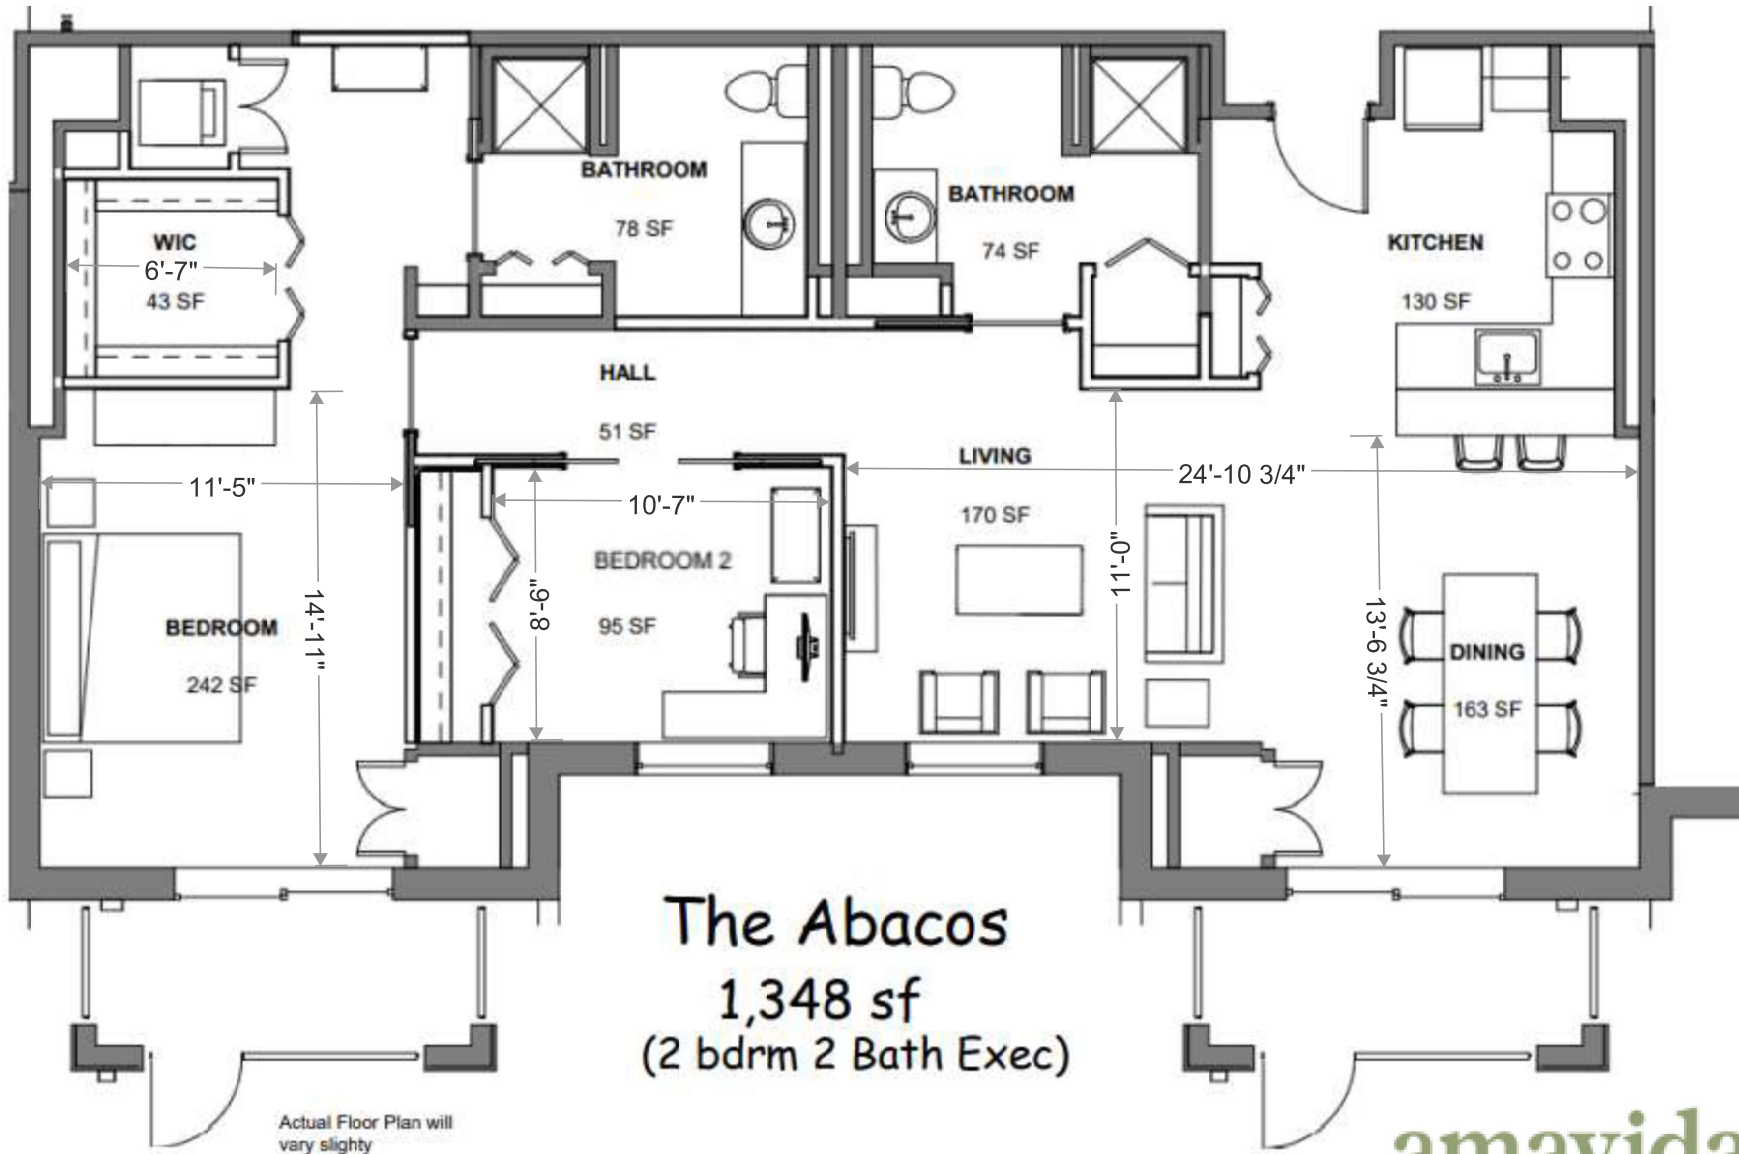 BATHROOM
78 SF
BATHROOM
74 SF
WIC
6'-7"
43 SF
KITCHEN
130 SF
HALL
51 SF
LIVING
170 SF
24'-10 3/4"
11'-5"
10'-7"
BEDROOM 2
95 SF
8'-9"
11'-0"
14'-11"
BEDROOM
242 SF
13'-6 3/4"
DINING
163 SF
The Abacos
1,348 sf
(2 bdrm 2 Bath Exec)
Actual Floor Plan will
vary slighty
amavida